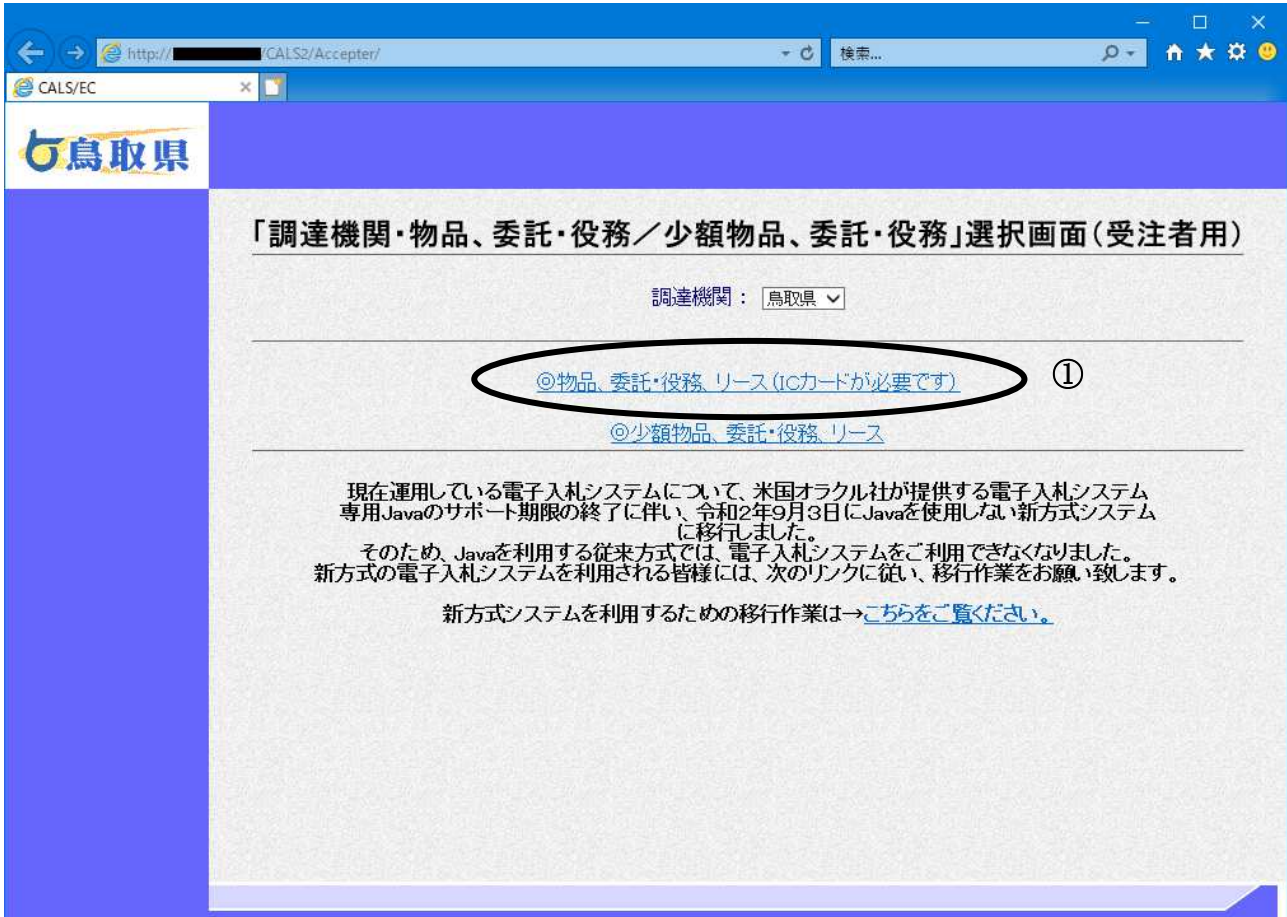 http://
/CALS2/Accepter/
検索...
CALS/EC
鳥取県
「調達機関・物品、委託・役務／少額物品、委託・役務」選択画面（受注者用）
調達機関： 鳥取県
◎物品、委託・役務、リース（ICカードが必要です）
①
◎少額物品、委託・役務、リース
現在運用している電子入札システムについて、米国オラクル社が提供する電子入札システム
専用Javaのサポート期限の終了に伴い、令和2年9月3日にJavaを使用しない新方式システム
に移行しました。
そのため、Javaを利用する従来方式では、電子入札システムをご利用できなくなりました。
新方式の電子入札システムを利用される皆様には、次のリンクに従い、移行作業をお願い致します。
新方式システムを利用するための移行作業は→こちらをご覧ください。